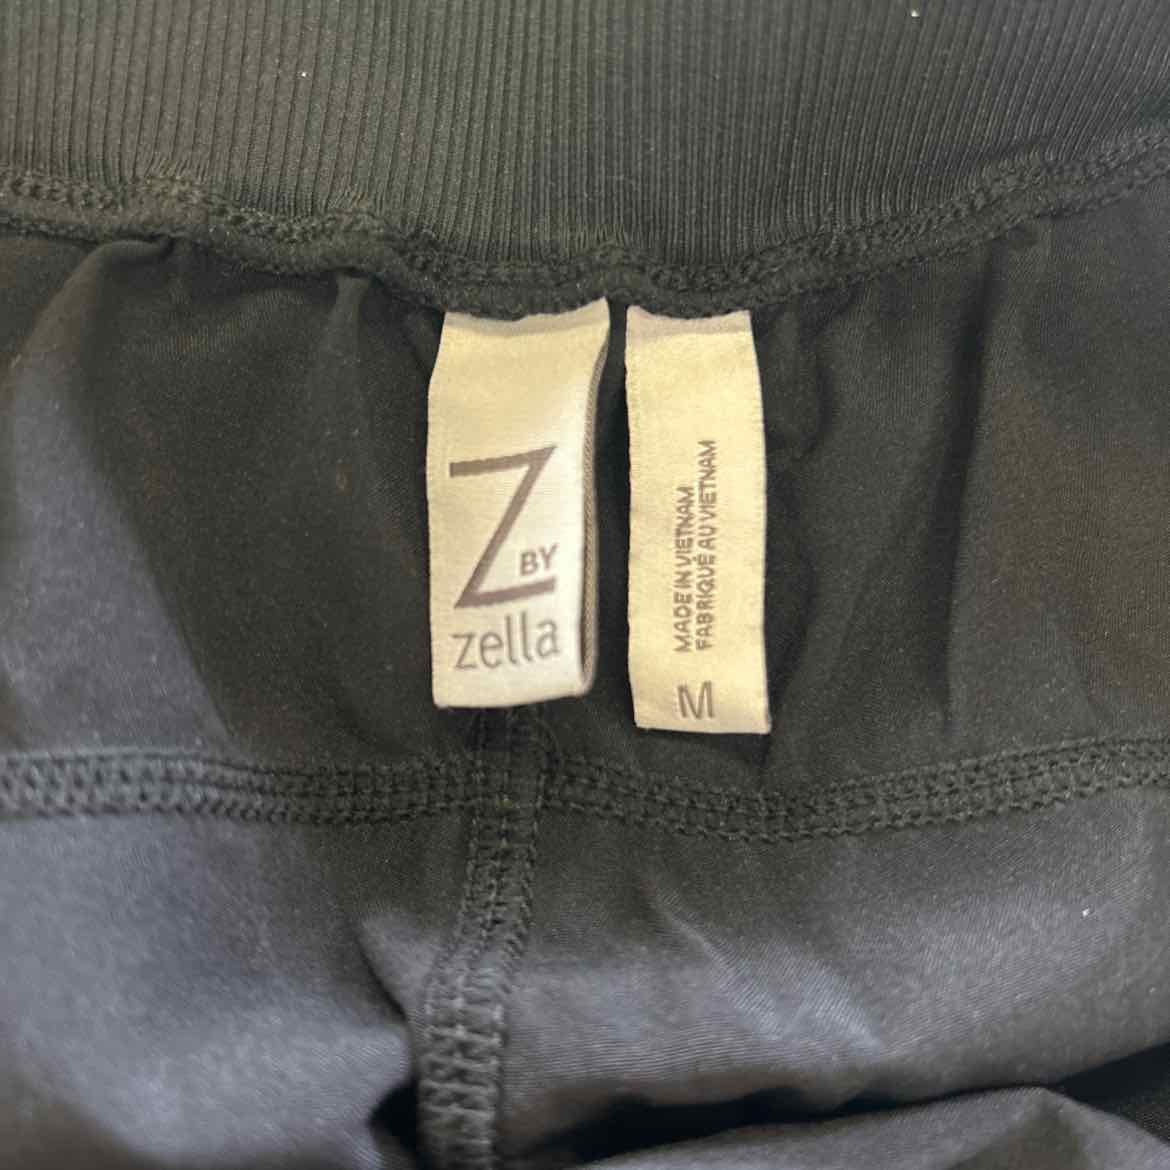 Z BY
zella
MADE IN VIETNAM
FABRIQUÉ AU VIETNAM
M